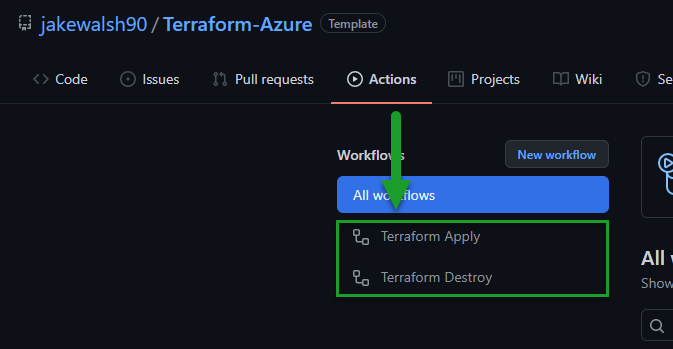 jakewalsh90 / Terraform-Azure Template
Code Issues Pull requests Actions Projects Wiki Se
Workflows New workflow
All workflows
Terraform Apply
All
Terraform Destroy
Show